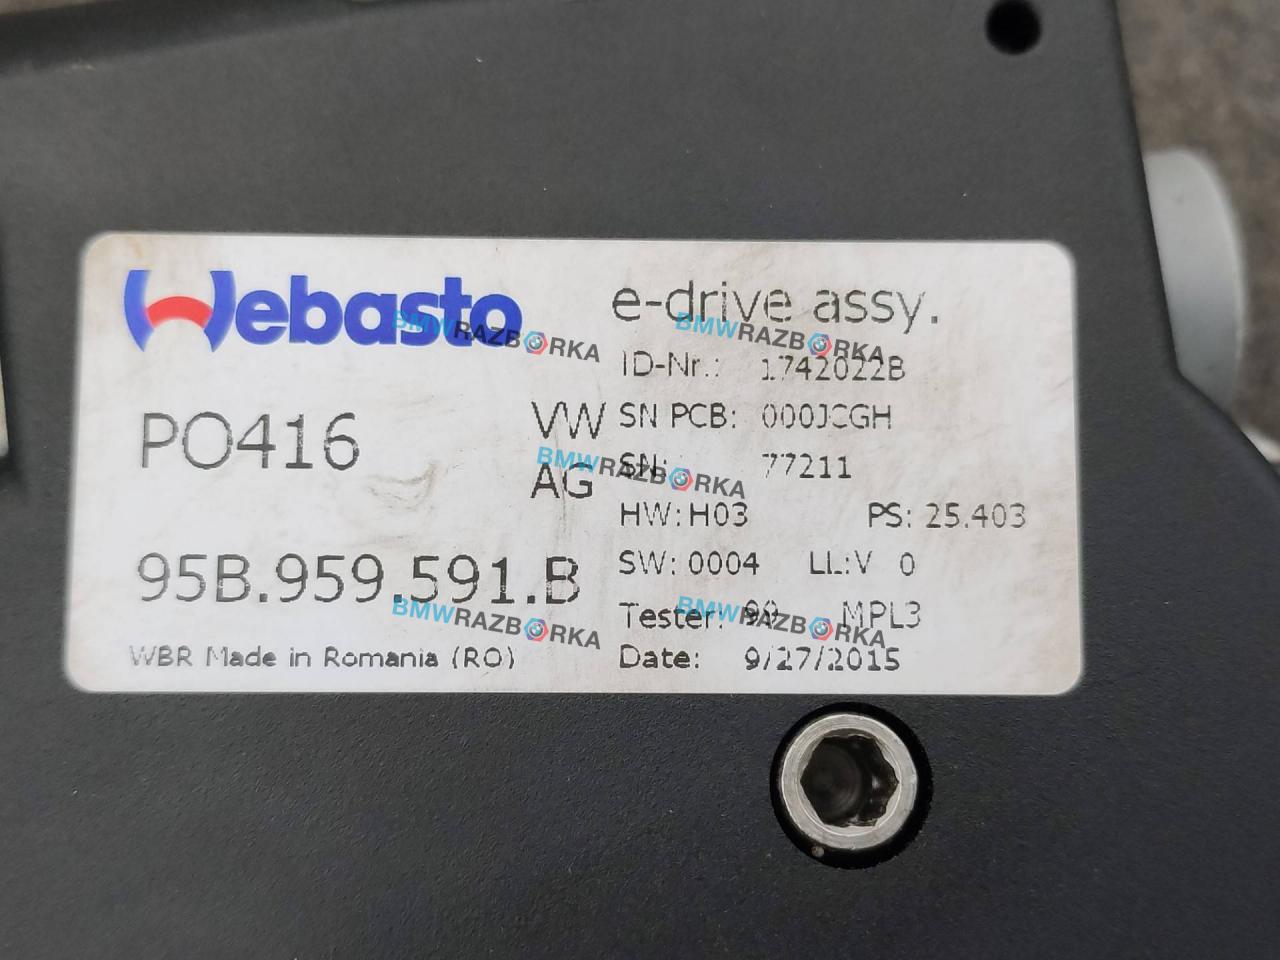 Webasto
e-drive assy.
ID-Nr.: 1742022B
PO416
VW AG
SN PCB: 000JCGH
SN: 77211
HW: H03 PS: 25.403
95B.959.591.B
SW: 0004 LL:V 0
Tester: MPL3
WBR Made in Romania (RO)
Date: 9/27/2015
BMWRAZBORKA
BMWRAZBORKA
BMWRAZBORKA
BMWRAZBORKA
BMWRAZBORKA